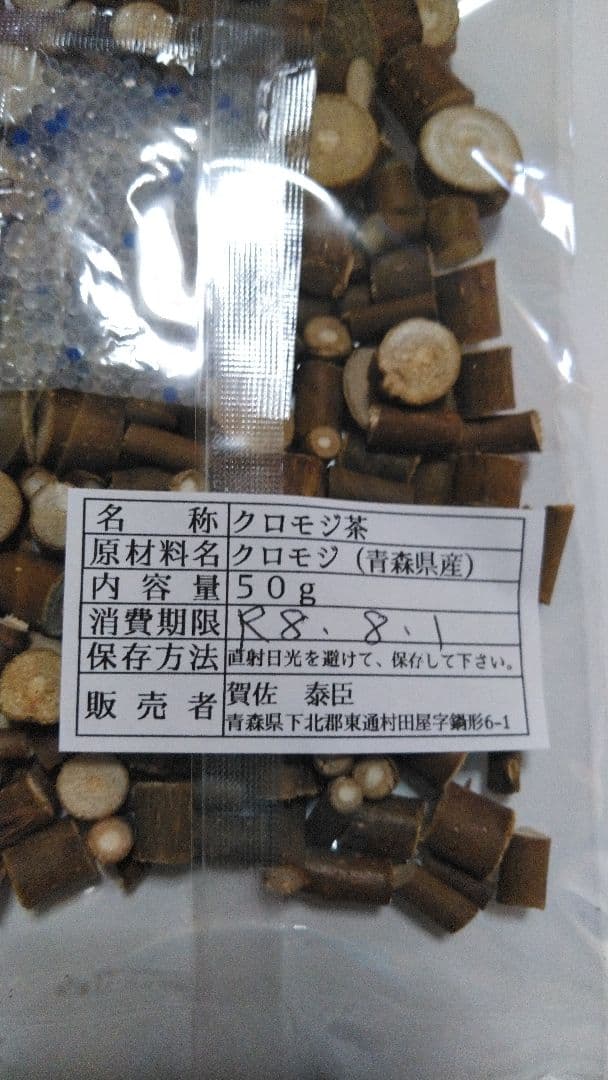 名称 クロモジ茶
原材料名 クロモジ（青森県産）
内容量 50g
消費期限 R8.8.1
保存方法 直射日光を避けて、保存して下さい。
販売者 賀佐 泰臣
青森県下北郡東通村田屋字鍋形6-1